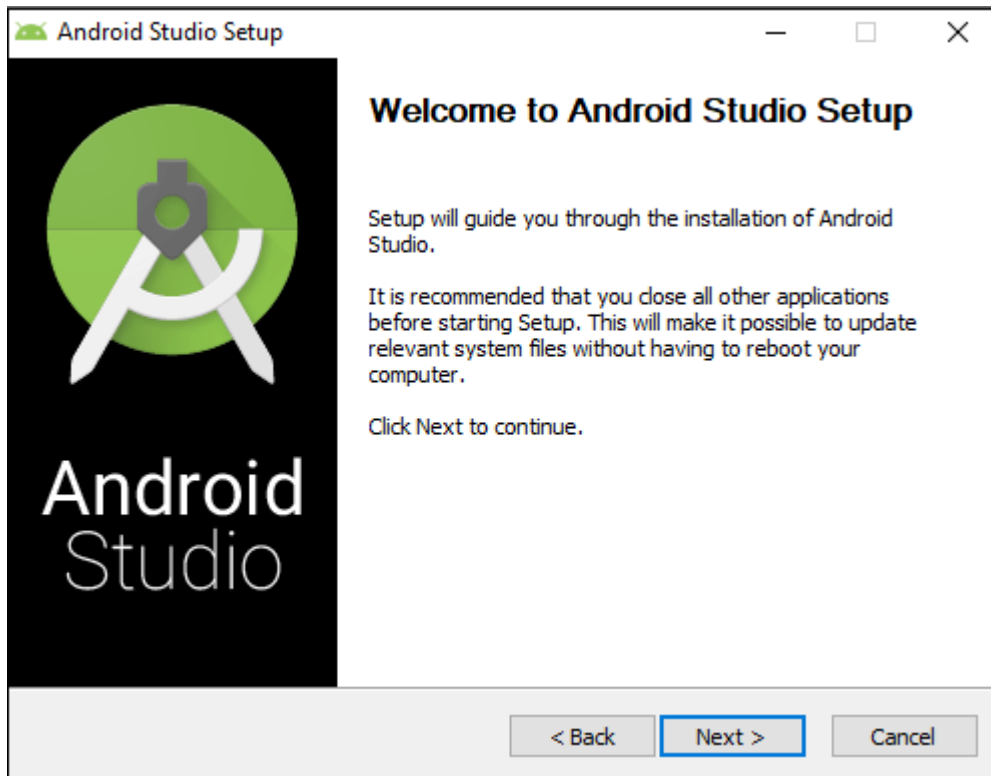 Android Studio Setup
Welcome to Android Studio Setup
Setup will guide you through the installation of Android
Studio.
It is recommended that you close all other applications
before starting Setup. This will make it possible to update
relevant system files without having to reboot your
computer.
Click Next to continue.
Android
Studio
< Back
Next >
Cancel